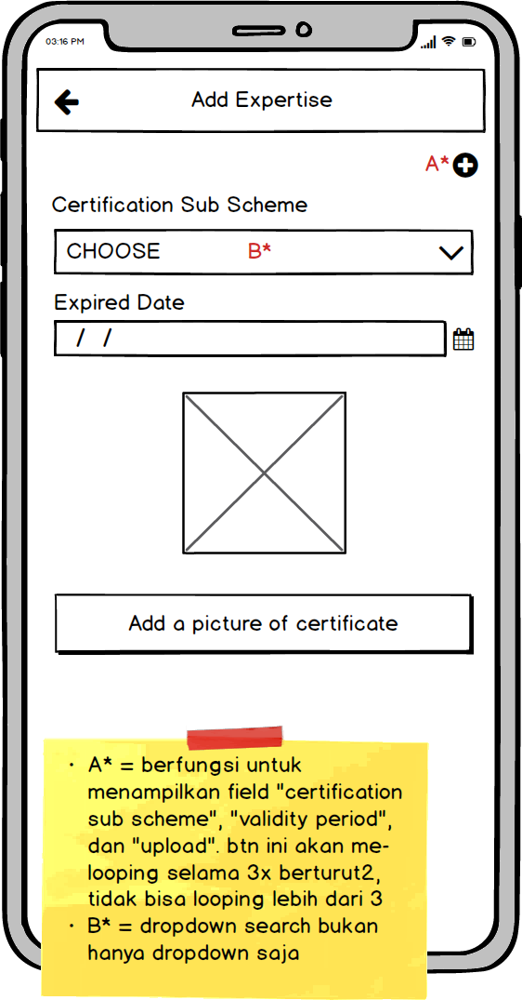 03:16 PM
Add Expertise
A*
Certification Sub Scheme
CHOOSE B*
Expired Date
/ /
Add a picture of certificate
• A* = berfungsi untuk
menampilkan field "certification
sub scheme", "validity period",
dan "upload". btn ini akan me-
looping selama 3x berturut2,
tidak bisa looping lebih dari 3
• B* = dropdown search bukan
hanya dropdown saja